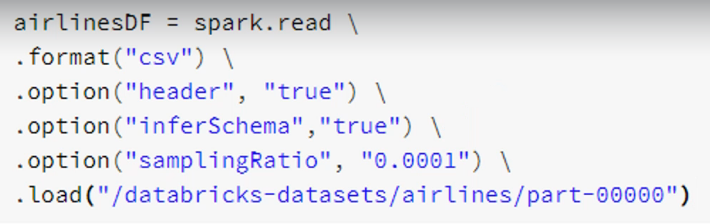 airlinesDF = spark.read \
.format("csv") \
.option("header", "true") \
.option("inferSchema","true") \
.option("samplingRatio", "0.0001") \
.load("/databricks-datasets/airlines/part-00000")